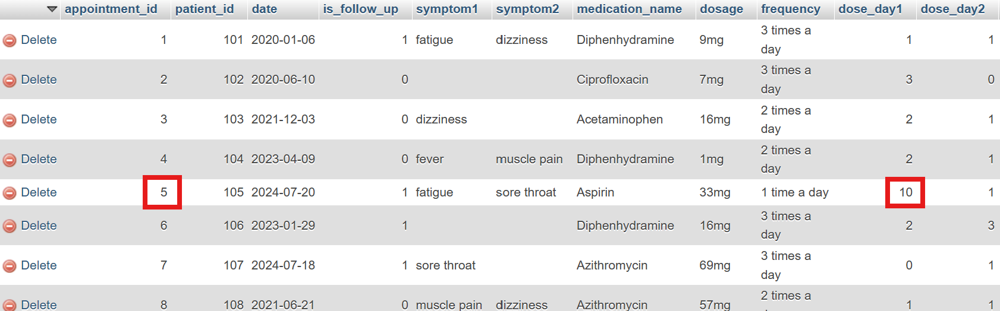 appointment_id patient_id date is_follow_up symptom1 symptom2 medication_name dosage frequency dose_day1 dose_day2
Delete 1 101 2020-01-06 1 fatigue dizziness Diphenhydramine 9mg 3 times a day 1 1
Delete 2 102 2020-06-10 0 Ciprofloxacin 7mg 3 times a day 3 0
Delete 3 103 2021-12-03 0 dizziness Acetaminophen 16mg 2 times a day 2 1
Delete 4 104 2023-04-09 0 fever muscle pain Diphenhydramine 1mg 2 times a day 2 1
Delete 5 105 2024-07-20 1 fatigue sore throat Aspirin 33mg 1 time a day 10 1
Delete 6 106 2023-01-29 1 Diphenhydramine 16mg 3 times a day 2 3
Delete 7 107 2024-07-18 1 sore throat Azithromycin 69mg 3 times a day 0 1
Delete 8 108 2021-06-21 0 muscle pain dizziness Azithromycin 57mg 2 times a 1 1